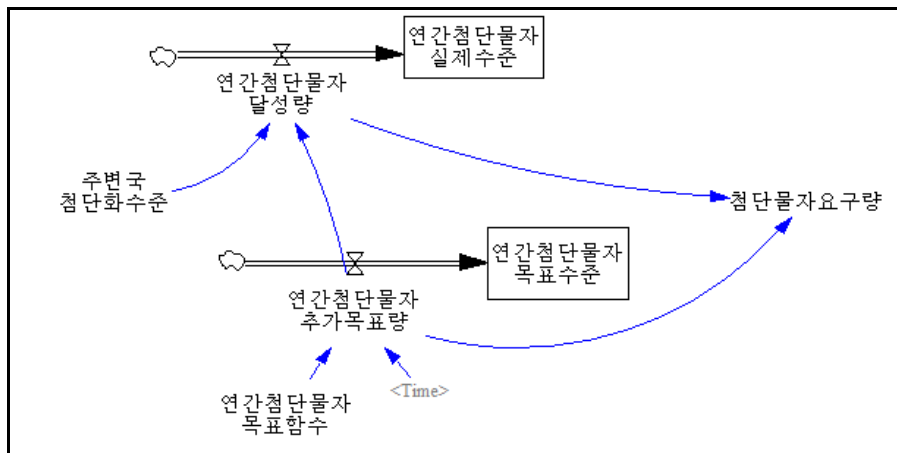 연간첨단물자
실제수준
연간첨단물자
달성량
주변국
첨단화수준
첨단물자요구량
연간첨단물자
목표수준
연간첨단물자
추가목표량
<Time>
연간첨단물자
목표함수